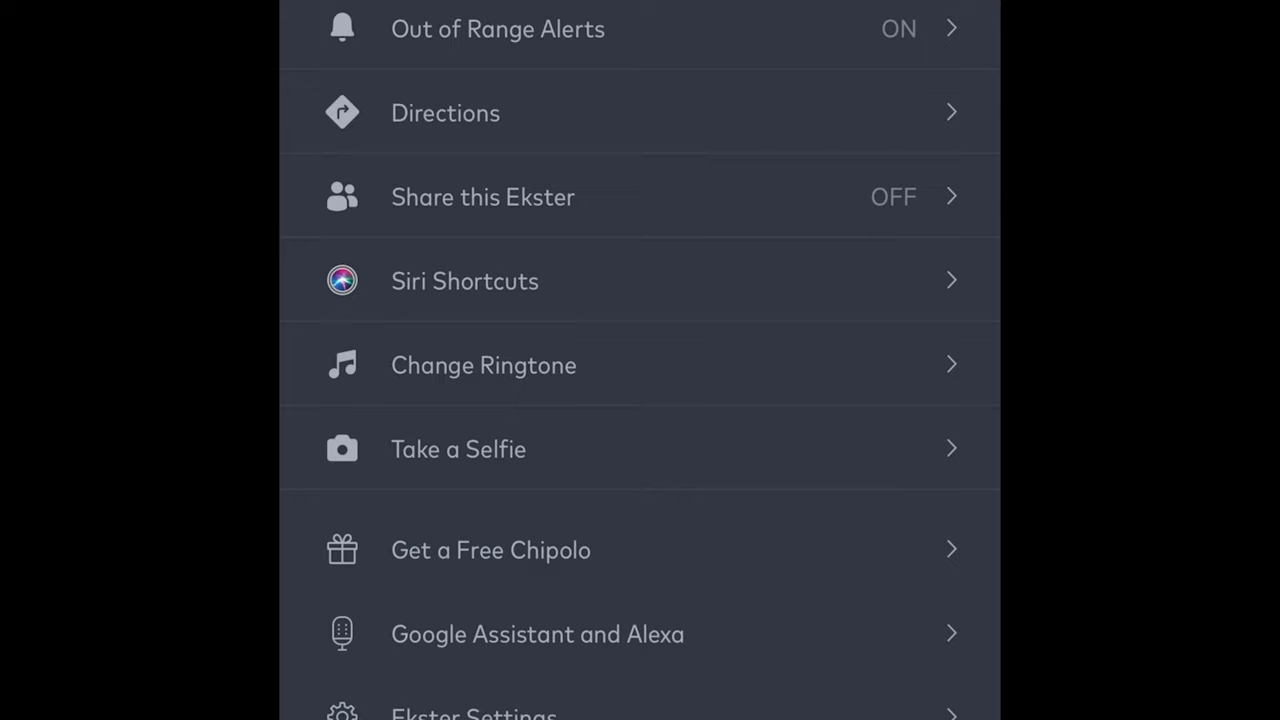 Out of Range Alerts ON
Directions
Share this Ekster OFF
Siri Shortcuts
Change Ringtone
Take a Selfie
Get a Free Chipolo
Google Assistant and Alexa
Ekster Settings